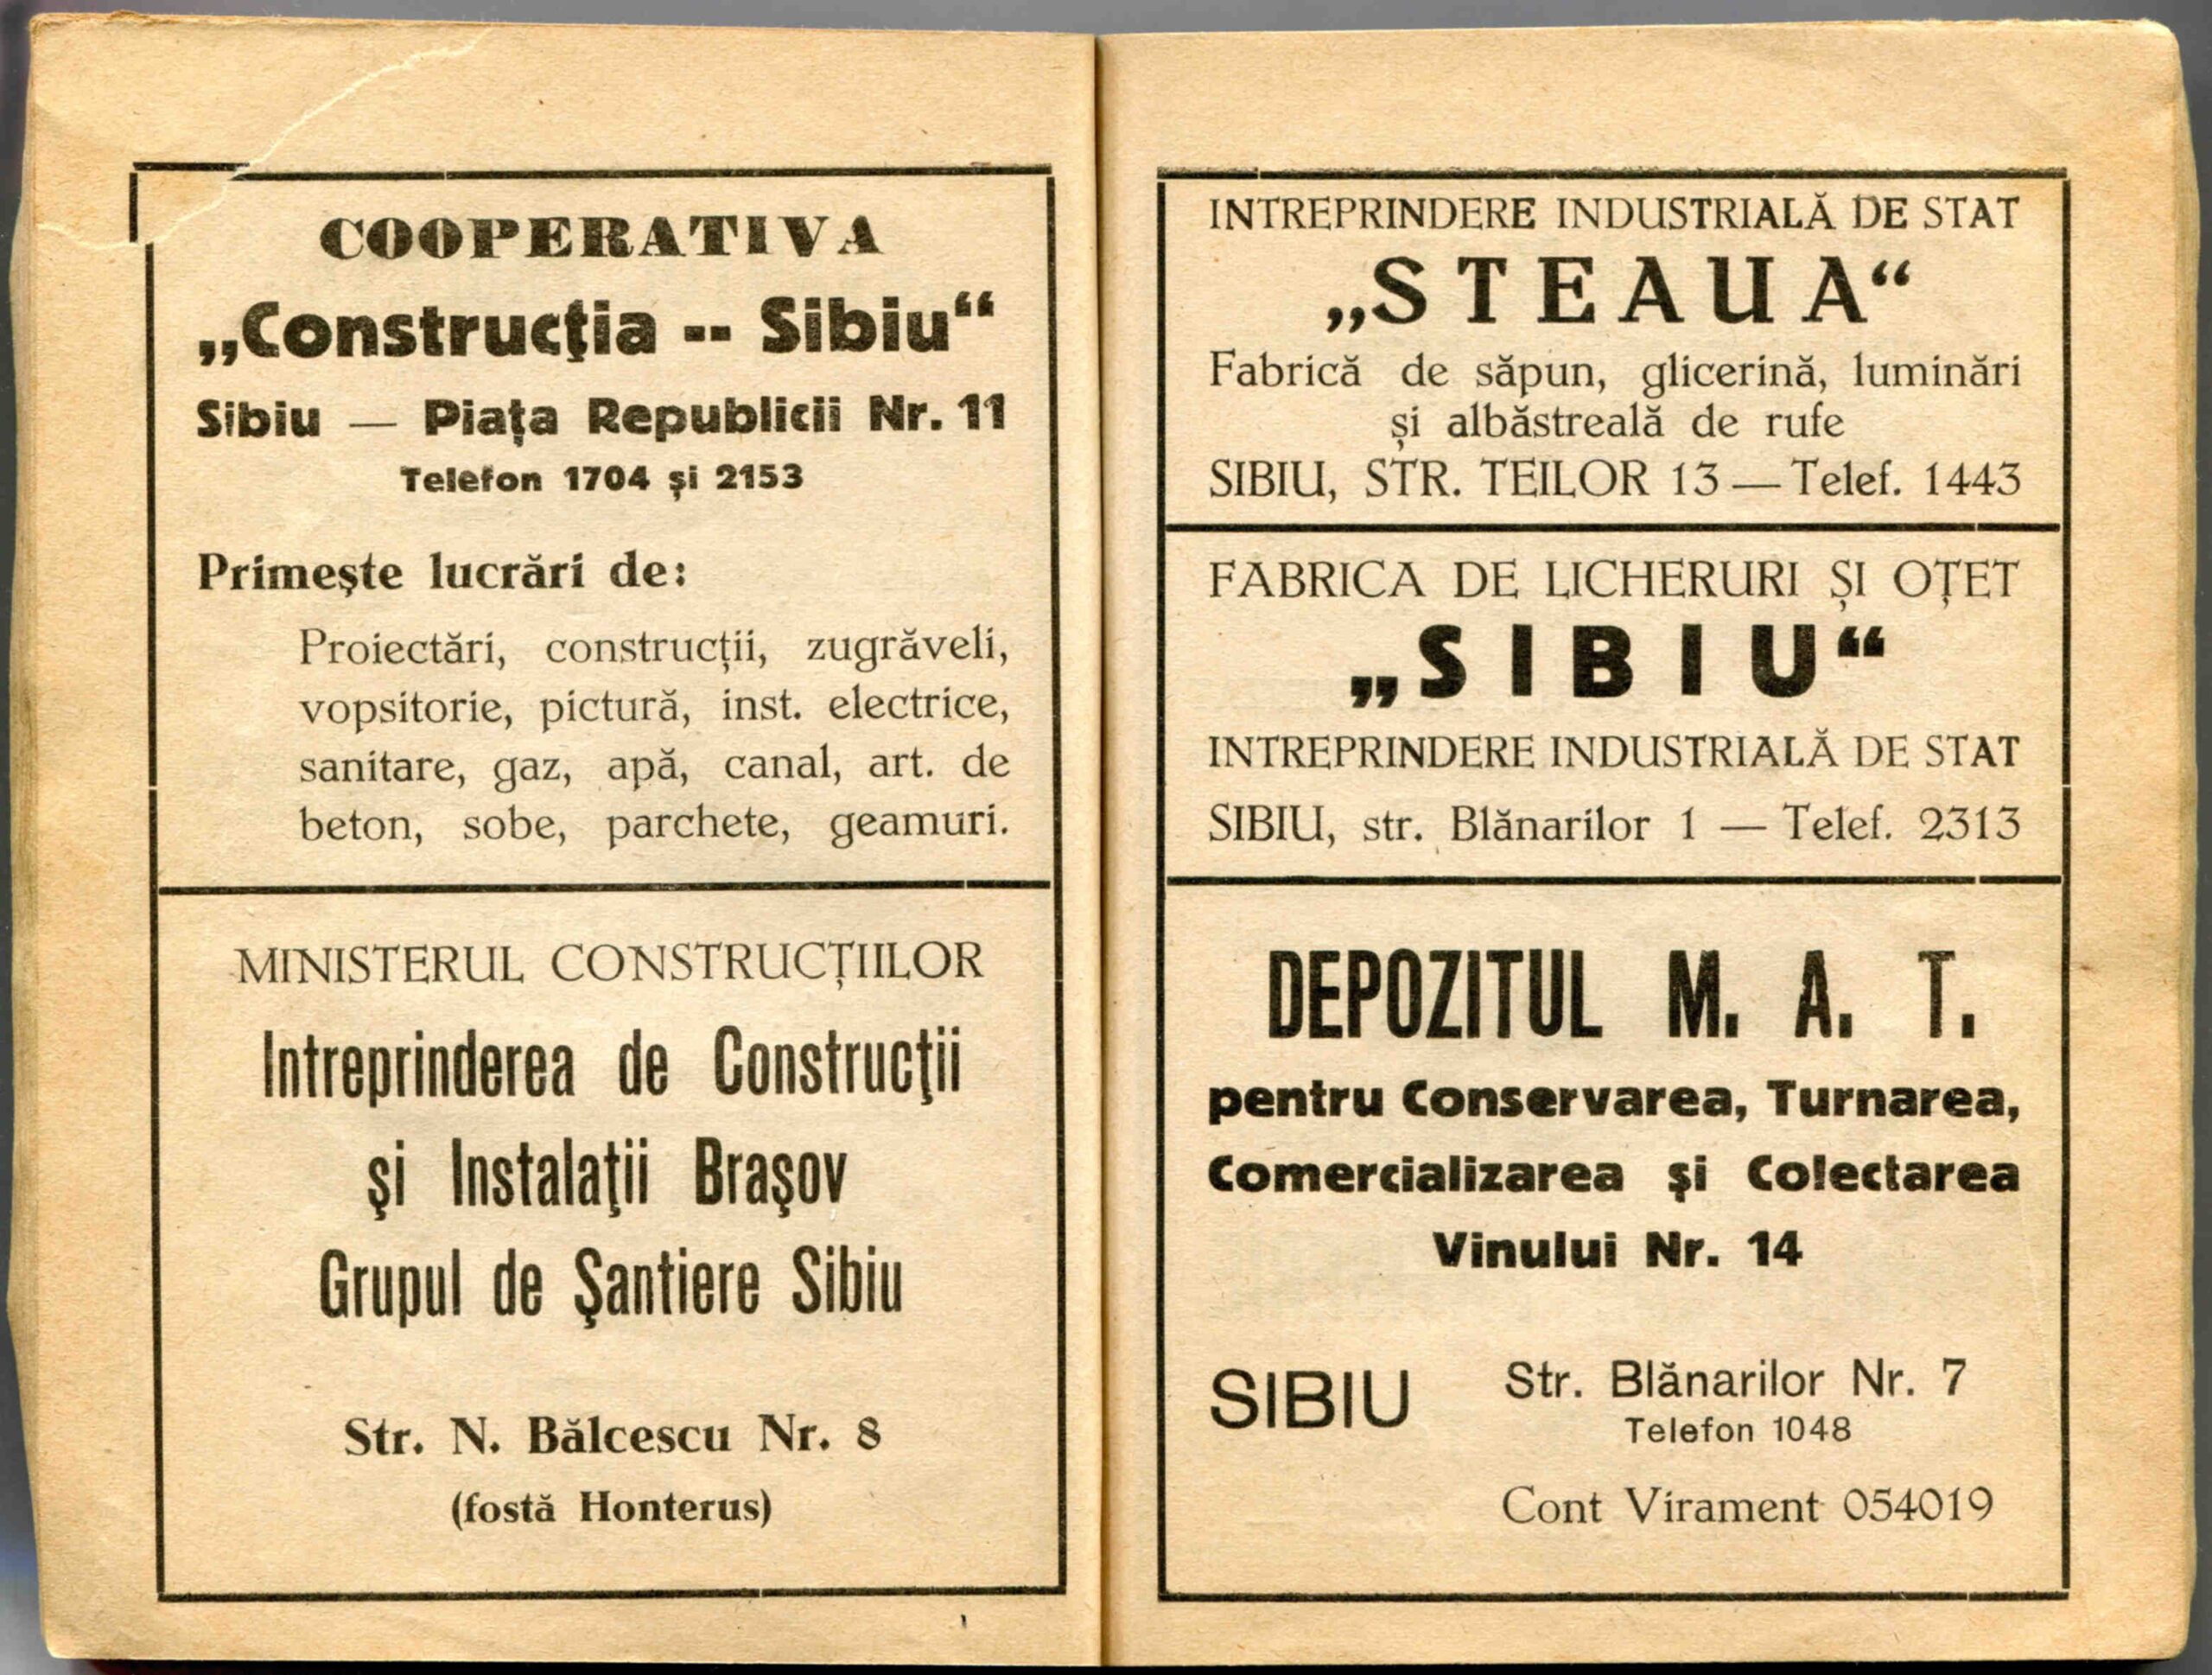 COOPERATIVA
„Construcţia -- Sibiu“
Sibiu — Piaţa Republicii Nr. 11
Telefon 1704 şi 2153
Primeşte lucrări de:
Proiectări, construcţii, zugrăveli,
vopsitorie, pictură, inst. electrice,
sanitare, gaz, apă, canal, art. de
beton, sobe, parchete, geamuri.
MINISTERUL CONSTRUCŢIILOR
Intreprinderea de Construcţii
şi Instalaţii Braşov
Grupul de Şantiere Sibiu
Str. N. Bălcescu Nr. 8
(fostă Honterus)
INTREPRINDERE INDUSTRIALĂ DE STAT
„STEAUA“
Fabrică de săpun, glicerină, luminări
şi albăstreală de rufe
SIBIU, STR. TEILOR 13 — Telef. 1443
FABRICA DE LICHERURI ŞI OŢET
„SIBIU“
INTREPRINDERE INDUSTRIALĂ DE STAT
SIBIU, str. Blănarilor 1 — Telef. 2313
DEPOZITUL M. A. T.
pentru Conservarea, Turnarea,
Comercializarea şi Colectarea
Vinului Nr. 14
SIBIU Str. Blănarilor Nr. 7
Telefon 1048
Cont Virament 054019